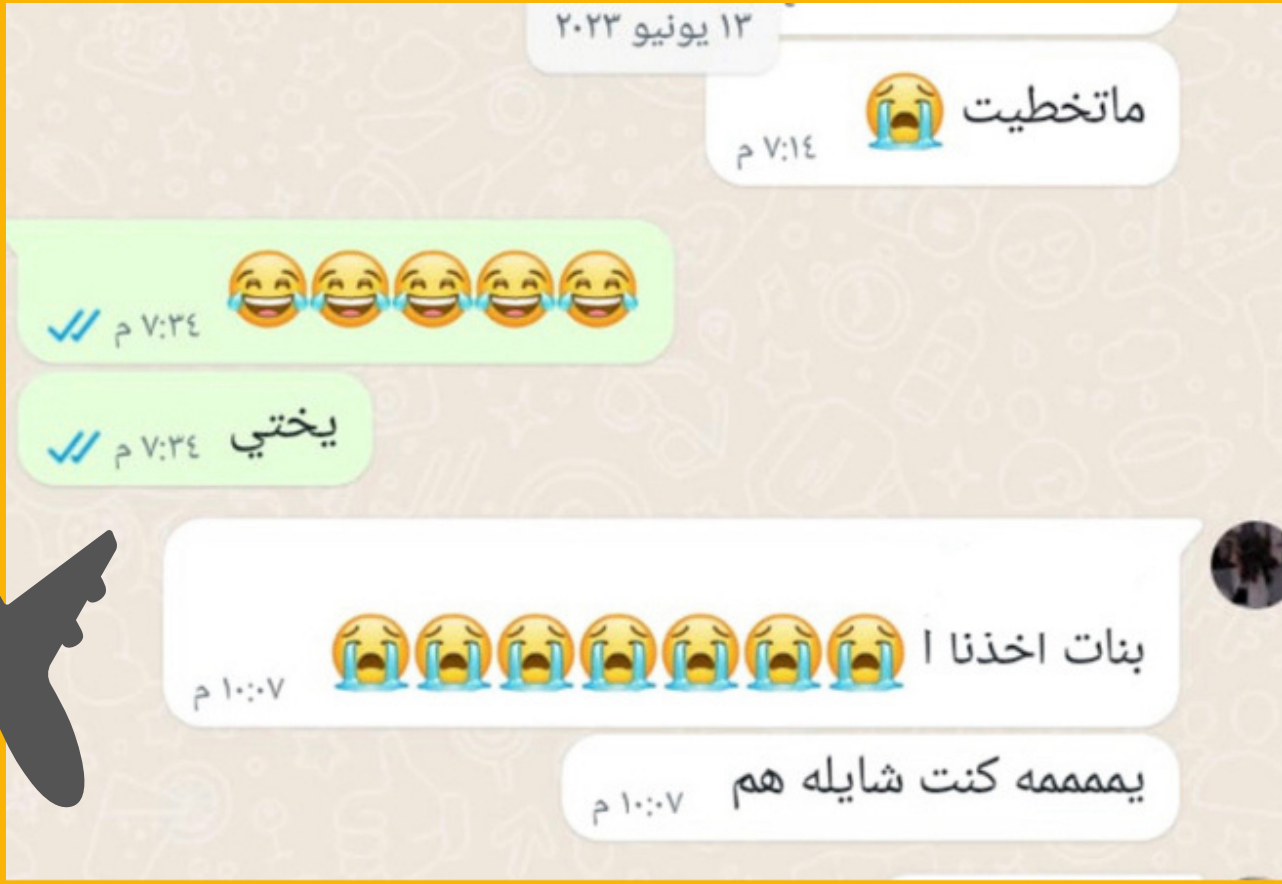 ١٣ يونيو ٢٠٢٣
ماتخطيت 😭
٧:١٤ م
😂😂😂😂😂
٧:٣٤ م
يختي ٧:٣٤ م
بنات اخذنا ا 😭😭😭😭😭😭😭
١٠:٠٧ م
يمممممه كنت شايله هم ١٠:٠٧ م